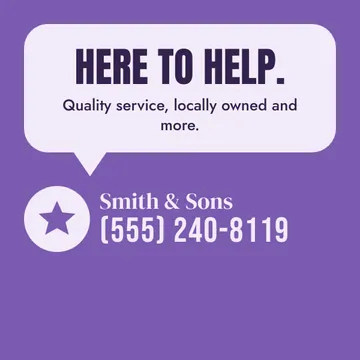 HERE TO HELP.
Quality service, locally owned and
more.
Smith & Sons
(555) 240-8119